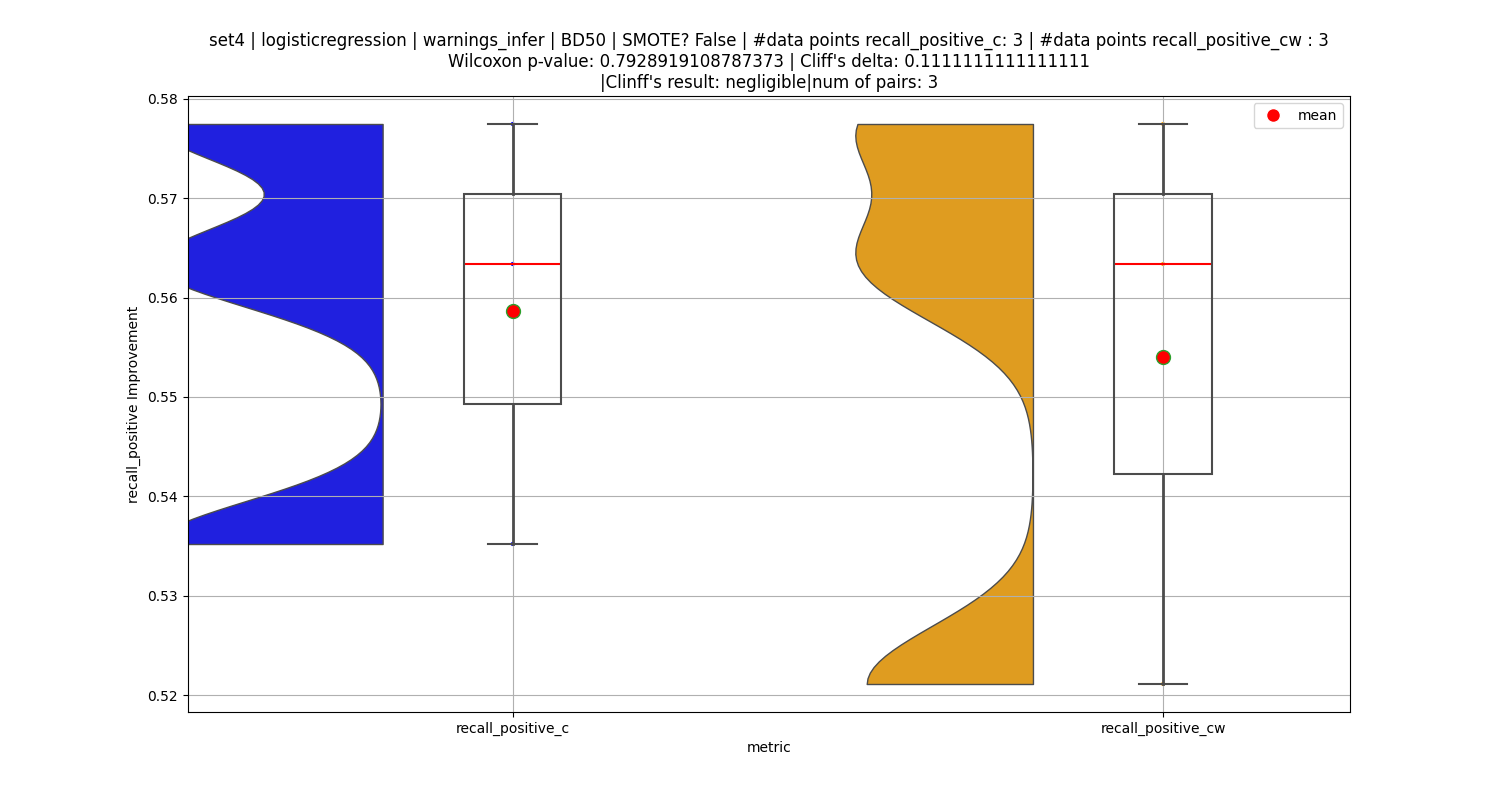 set4 | logisticregression | warnings_infer | BD50 | SMOTE? False | #data points recall_positive_c: 3 | #data points recall_positive_cw : 3
Wilcoxon p-value: 0.7928919108787373 | Cliff's delta: 0.1111111111111111
|Clinff's result: negligible|num of pairs: 3
mean
recall_positive Improvement
0.58
0.57
0.56
0.55
0.54
0.53
0.52
recall_positive_c
recall_positive_cw
metric